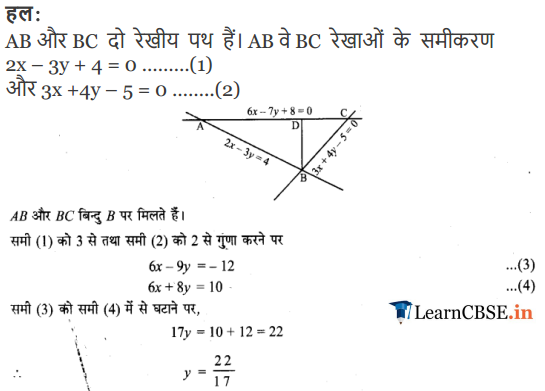 हल:
AB और BC दो रेखीय पथ हैं। AB वे BC रेखाओं के समीकरण
2x – 3y + 4 = 0 .........(1)
और 3x +4y – 5 = 0 ........(2)
6x – 7y + 8 = 0
A
D
C
2x – 3y = 4
3x + 4y – 5 = 0
B
AB और BC बिन्दु B पर मिलते हैं।
समी (1) को 3 से तथा समी (2) को 2 से गुंणा करने पर
6x – 9y = – 12 ...(3)
6x + 8y = 10 ...(4)
समी (3) को समी (4) में से घटाने पर,
LearnCBSE.in
17y = 10 + 12 = 22
∴ y = 22/17